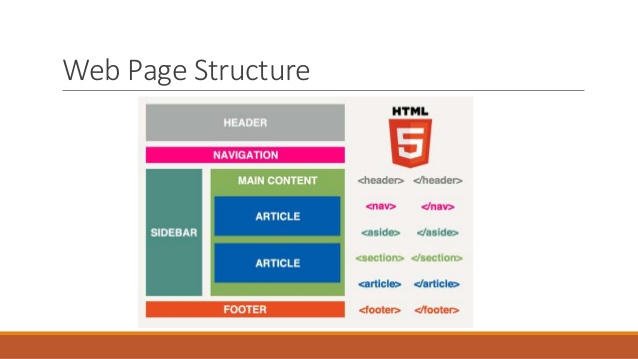 Web Page Structure
HEADER
NAVIGATION
SIDEBAR
MAIN CONTENT
ARTICLE
ARTICLE
FOOTER
HTML
5
<header> </header>
<nav> </nav>
<aside> </aside>
<section> </section>
<article> </article>
<footer> </footer>